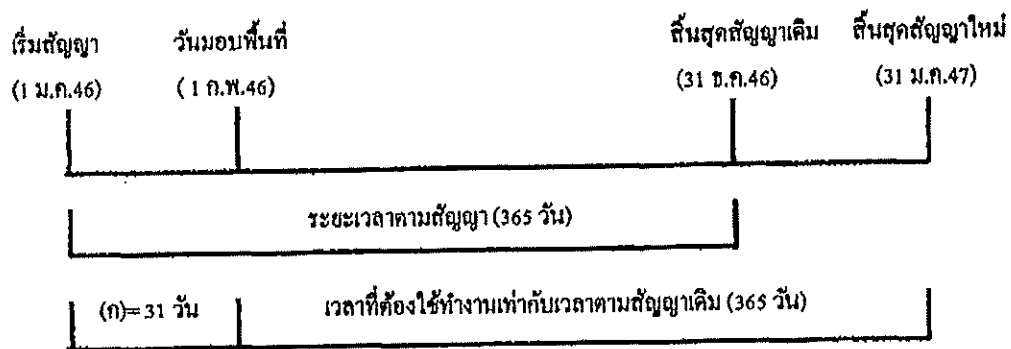 เริ่มสัญญา วันมอบพื้นที่ สิ้นสุดสัญญาเดิม สิ้นสุดสัญญาใหม่
(1 ม.ค.46) (1 ก.พ.46) (31 ธ.ค.46) (31 ม.ค.47)
ระยะเวลาตามสัญญา (365 วัน)
(ก)= 31 วัน เวลาที่ต้องใช้ทำงานเท่ากับเวลาตามสัญญาเดิม (365 วัน)